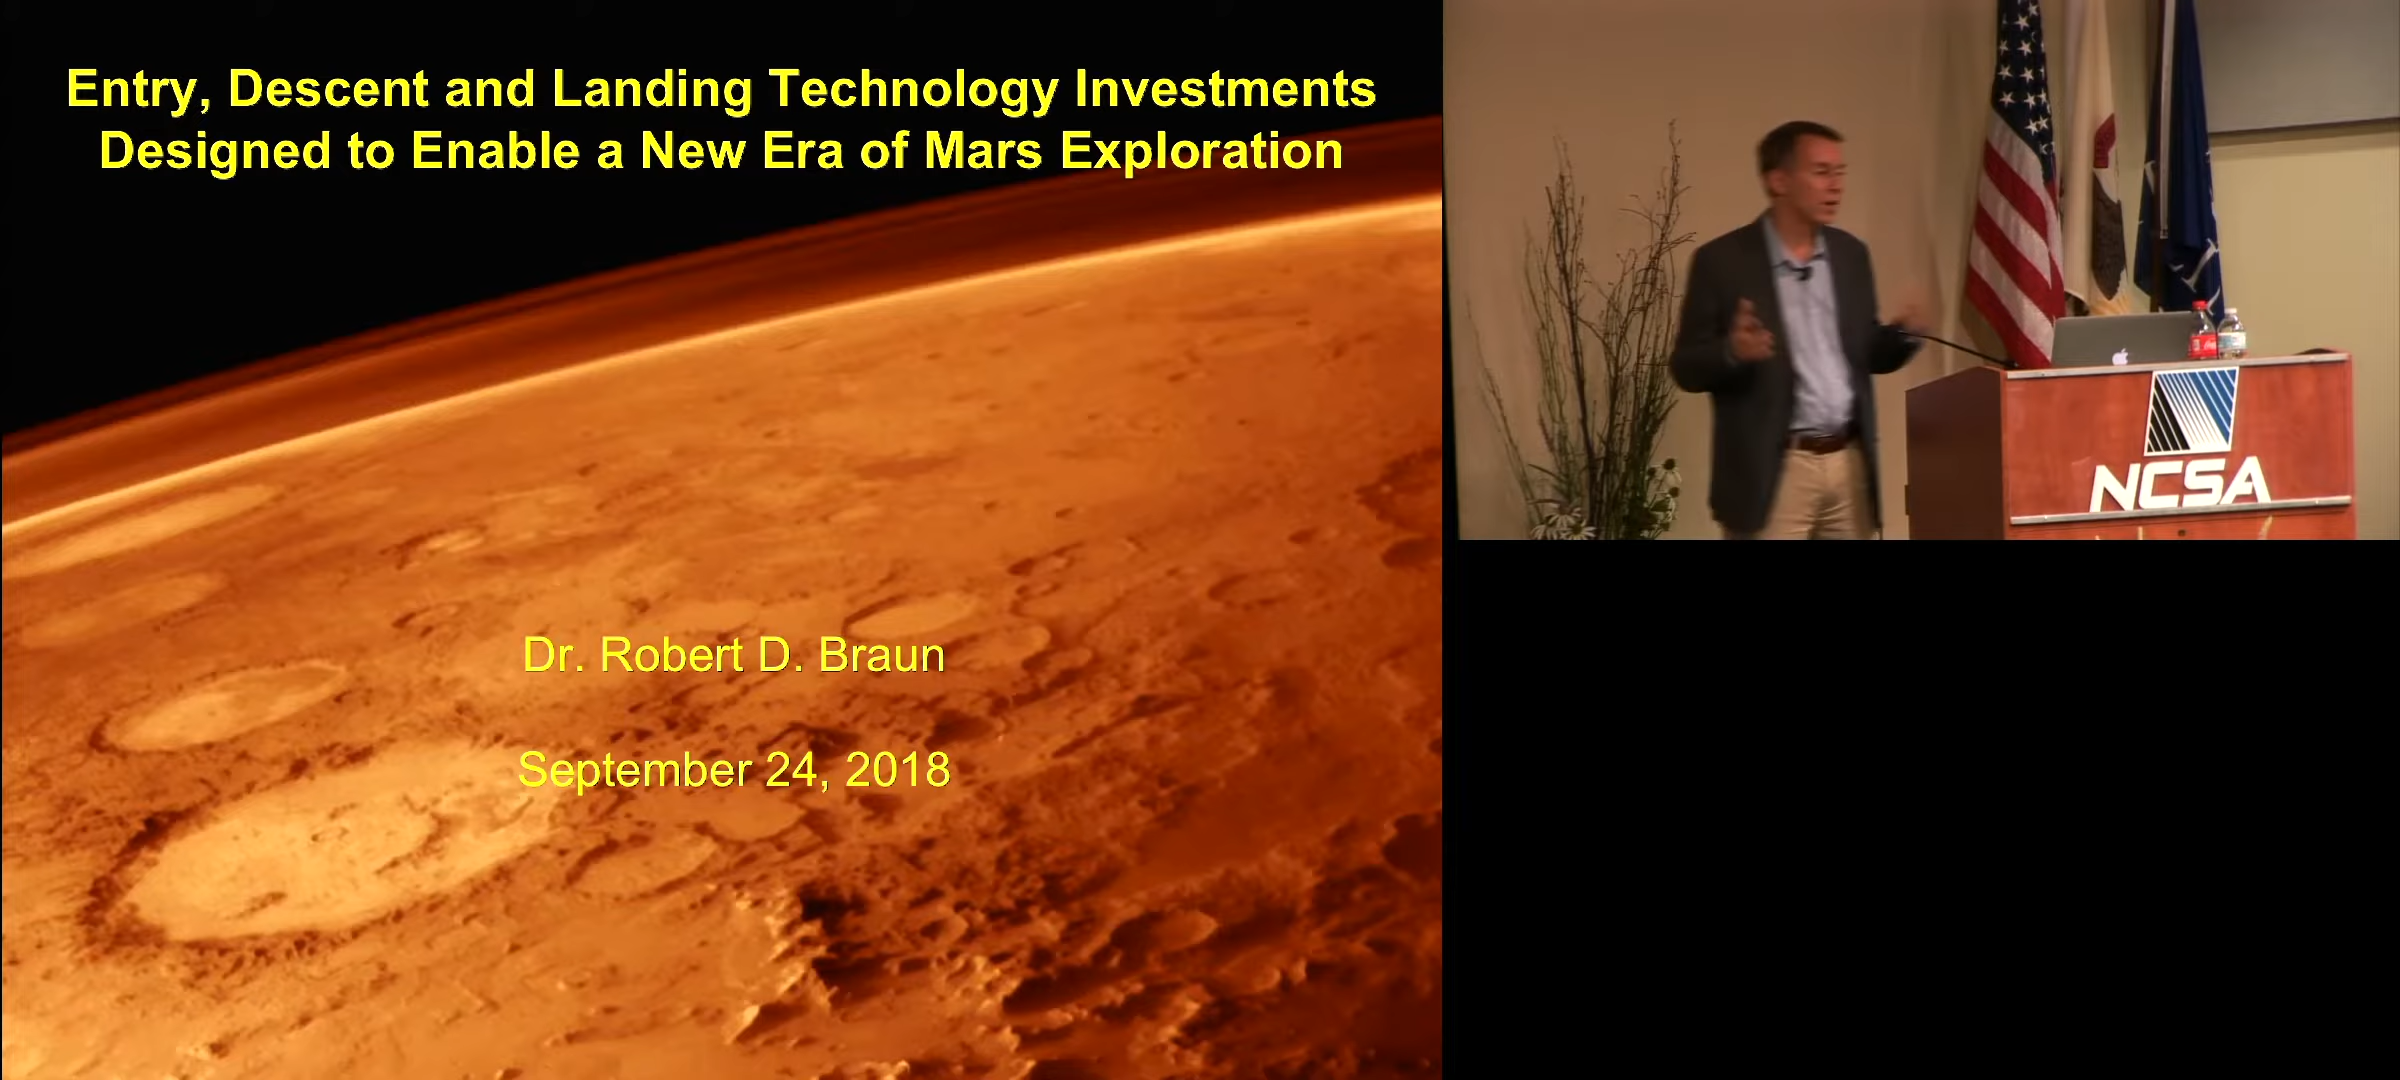 Entry, Descent and Landing Technology Investments
Designed to Enable a New Era of Mars Exploration
Dr. Robert D. Braun
September 24, 2018
NCSA